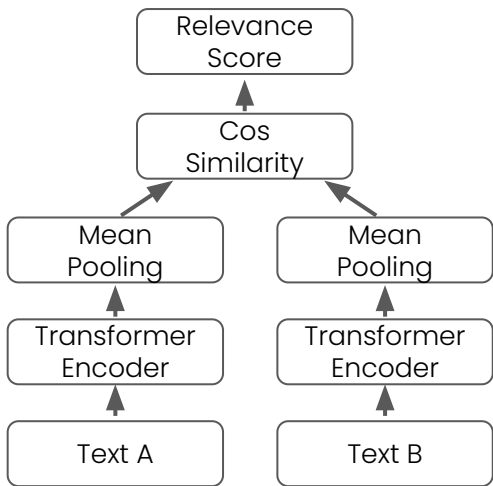 Relevance
Score
Cos
Similarity
Mean
Pooling
Mean
Pooling
Transformer
Encoder
Transformer
Encoder
Text A
Text B